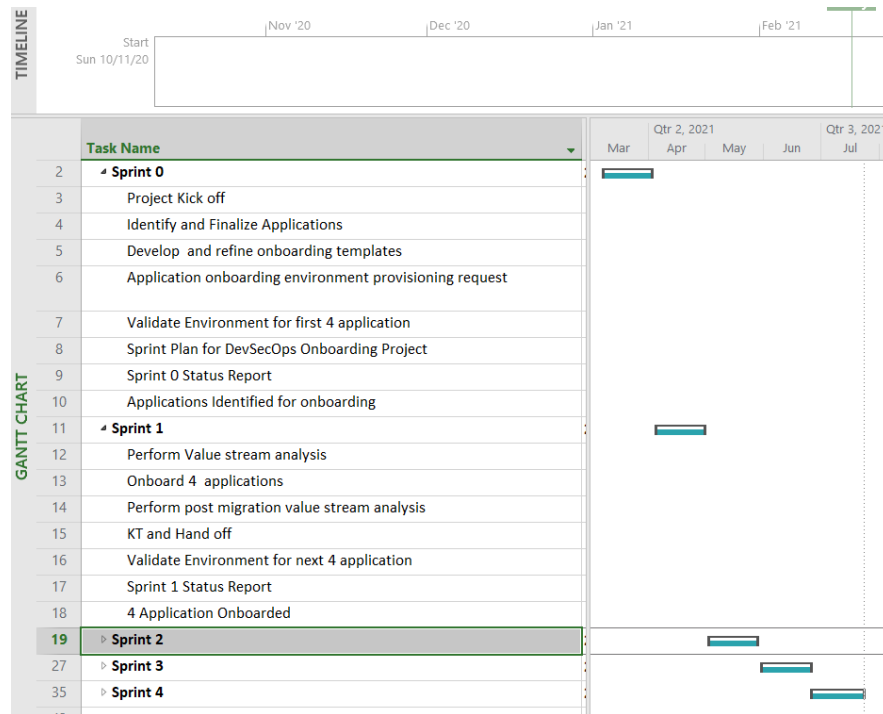 TIMELINE
Nov '20 Dec '20 Jan '21 Feb '21
Start
Sun 10/11/20
GANTT CHART
Qtr 2, 2021 Qtr 3, 202
Task Name Mar Apr May Jun Jul
2 Sprint 0
3 Project Kick off
4 Identify and Finalize Applications
5 Develop and refine onboarding templates
6 Application onboarding environment provisioning request
7 Validate Environment for first 4 application
8 Sprint Plan for DevSecOps Onboarding Project
9 Sprint 0 Status Report
10 Applications Identified for onboarding
11 Sprint 1
12 Perform Value stream analysis
13 Onboard 4 applications
14 Perform post migration value stream analysis
15 KT and Hand off
16 Validate Environment for next 4 application
17 Sprint 1 Status Report
18 4 Application Onboarded
19 Sprint 2
27 Sprint 3
35 Sprint 4